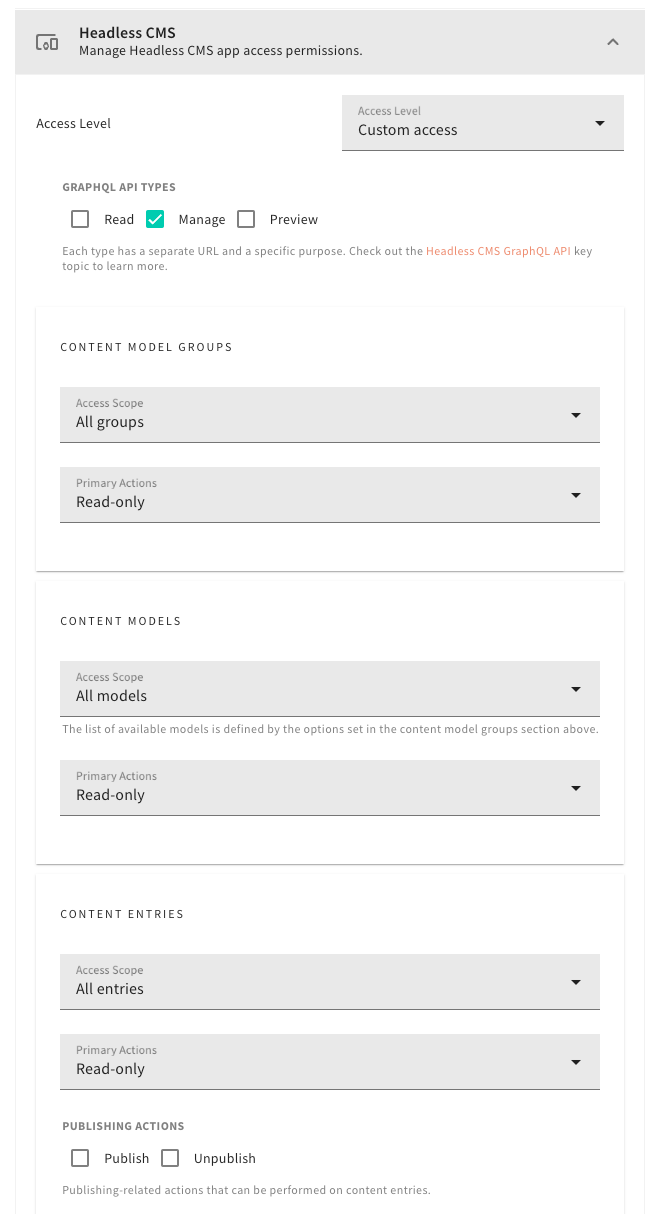 Headless CMS
Manage Headless CMS app access permissions.
Access Level
Access Level
Custom access
GRAPHQL API TYPES
Read Manage Preview
Each type has a separate URL and a specific purpose. Check out the Headless CMS GraphQL API key
topic to learn more.
CONTENT MODEL GROUPS
Access Scope
All groups
Primary Actions
Read-only
CONTENT MODELS
Access Scope
All models
The list of available models is defined by the options set in the content model groups section above.
Primary Actions
Read-only
CONTENT ENTRIES
Access Scope
All entries
Primary Actions
Read-only
PUBLISHING ACTIONS
Publish Unpublish
Publishing-related actions that can be performed on content entries.